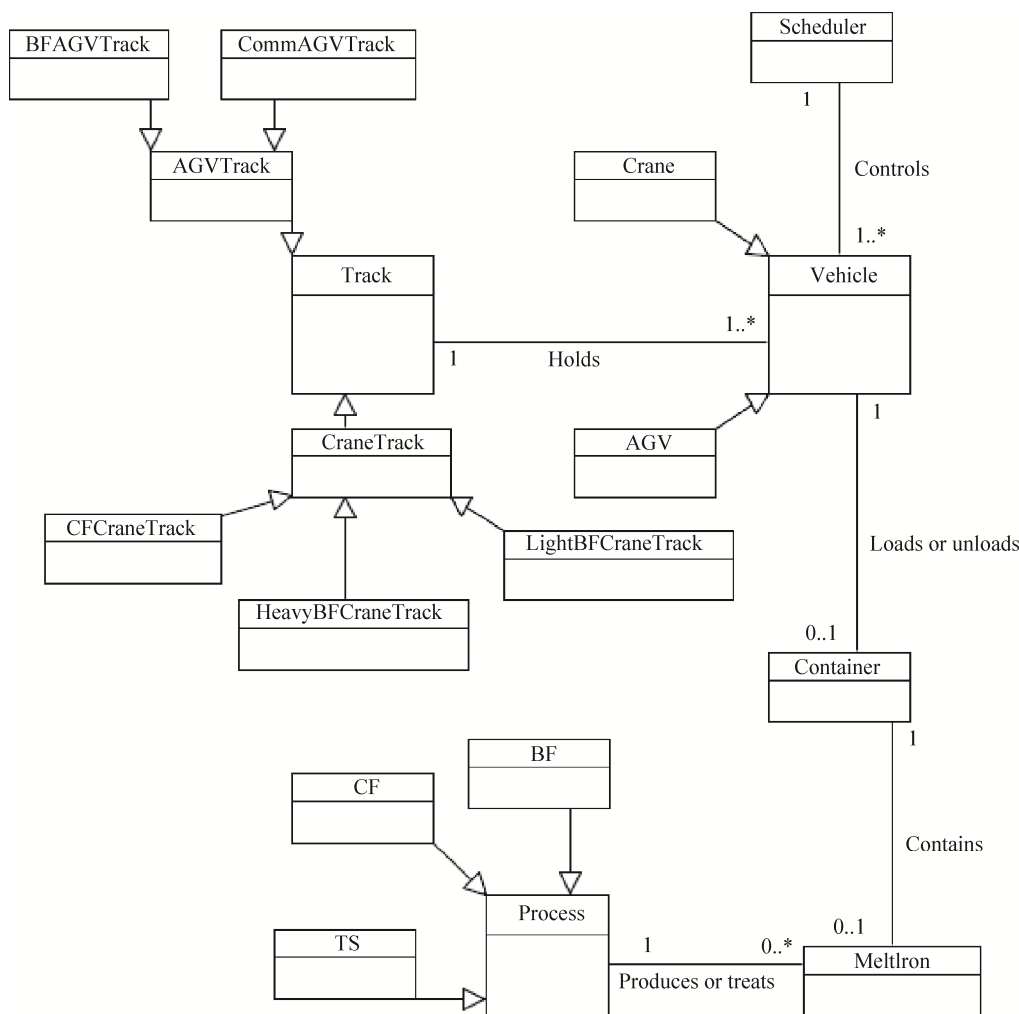 BFAGVTrack
CommAGVTrack
Scheduler
1
AGVTrack
Crane
Controls
1..*
Track
Vehicle
1..*
1
Holds
1
CraneTrack
AGV
CFCraneTrack
LightBFCraneTrack
Loads or unloads
HeavyBFCraneTrack
0..1
Container
1
BF
CF
Contains
Process
0..1
TS
1
0..*
MeltIron
Produces or treats